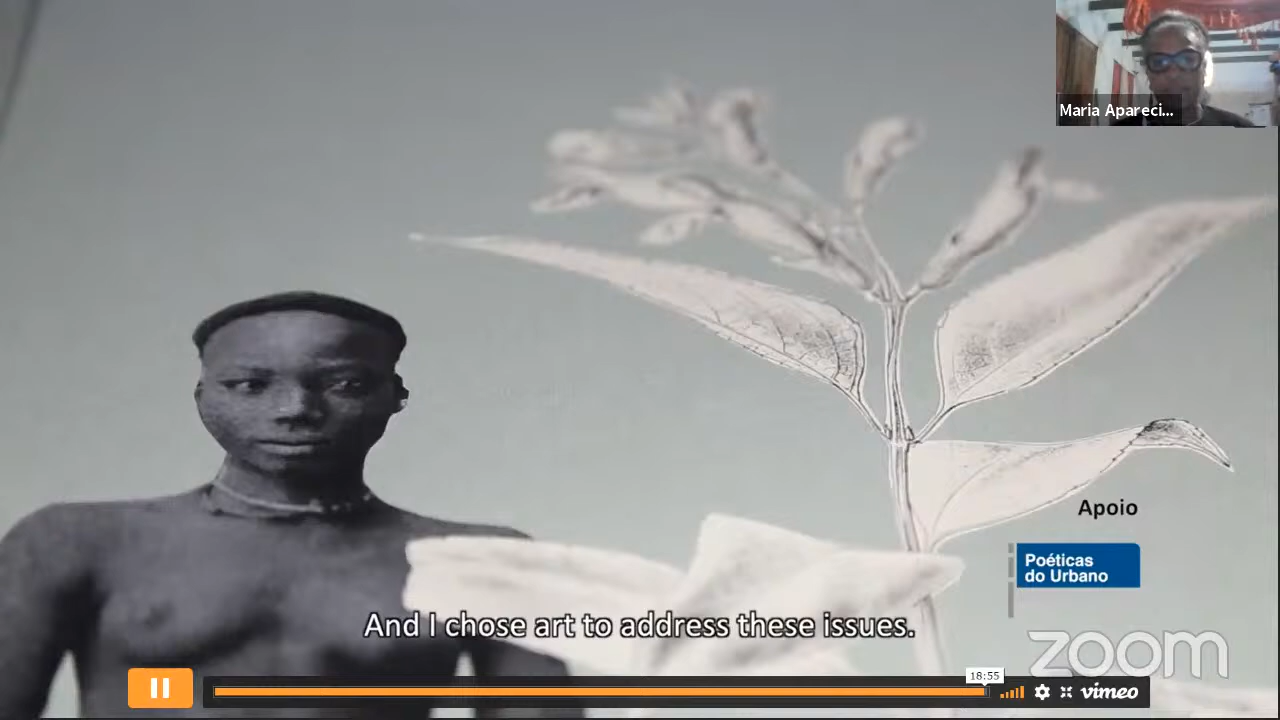 Maria Apareci...
Apoio
Poéticas
do Urbano
And I chose art to address these issues.
zoom
18:55
vimeo